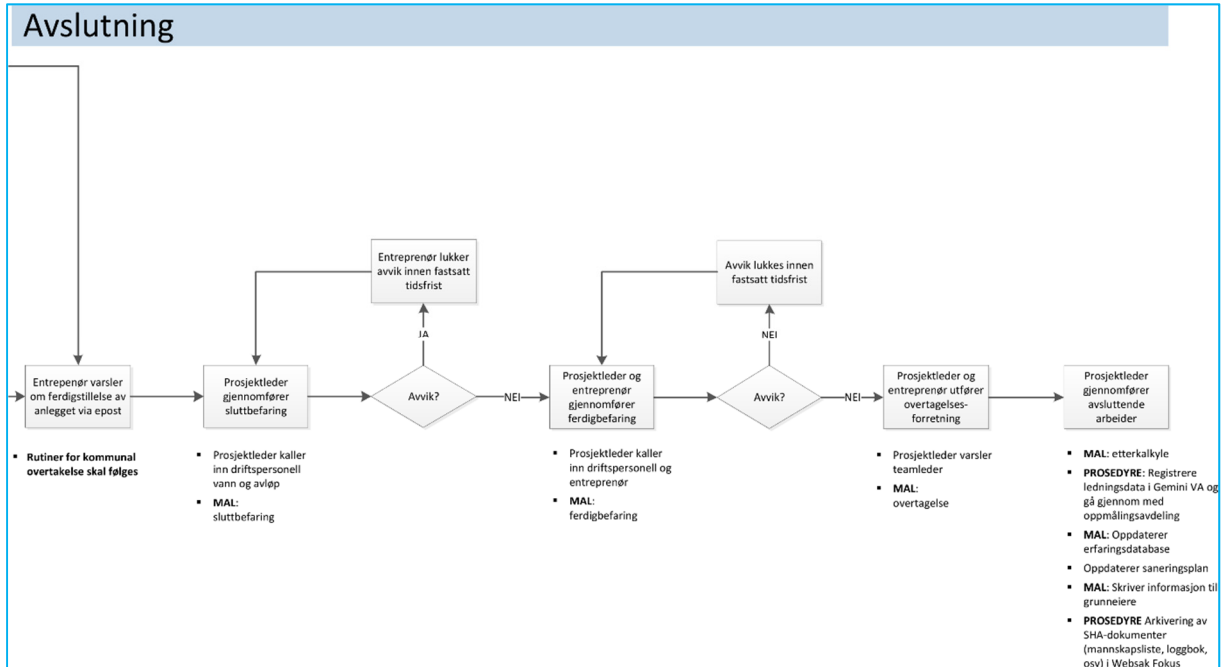 Avslutning
Entreprenør lukker
avvik innen fastsatt
tidsfrist
Avvik lukkes innen
fastsatt tidsfrist
JA
NEI
Entrepenør varsler
om ferdigstillelse av
anlegget via epost
Prosjektleder
gjennomfører
sluttbefaring
Avvik?
NEI
Prosjektleder og
entreprenør
gjennomfører
ferdigbefaring
Avvik?
NEI
Prosjektleder og
entreprenør utfører
overtagelses-
forretning
Prosjektleder
gjennomfører
avsluttende
arbeider
▪ Rutiner for kommunal
overtakelse skal følges
▪ Prosjektleder kaller
inn driftspersonell
vann og avløp
▪ MAL:
sluttbefaring
▪ Prosjektleder kaller
inn driftspersonell og
entreprenør
▪ MAL:
ferdigbefaring
▪ Prosjektleder varsler
teamleder
▪ MAL:
overtagelse
▪ MAL: etterkalkyle
▪ PROSEDYRE: Registrere
ledningsdata i Gemini VA og
gå gjennom med
oppmålingsavdeling
▪ MAL: Oppdaterer
erfaringsdatabase
▪ Oppdaterer saneringsplan
▪ MAL: Skriver informasjon til
grunneiere
▪ PROSEDYRE Arkivering av
SHA-dokumenter
(mannskapsliste, loggbok,
osv) i Websak Fokus